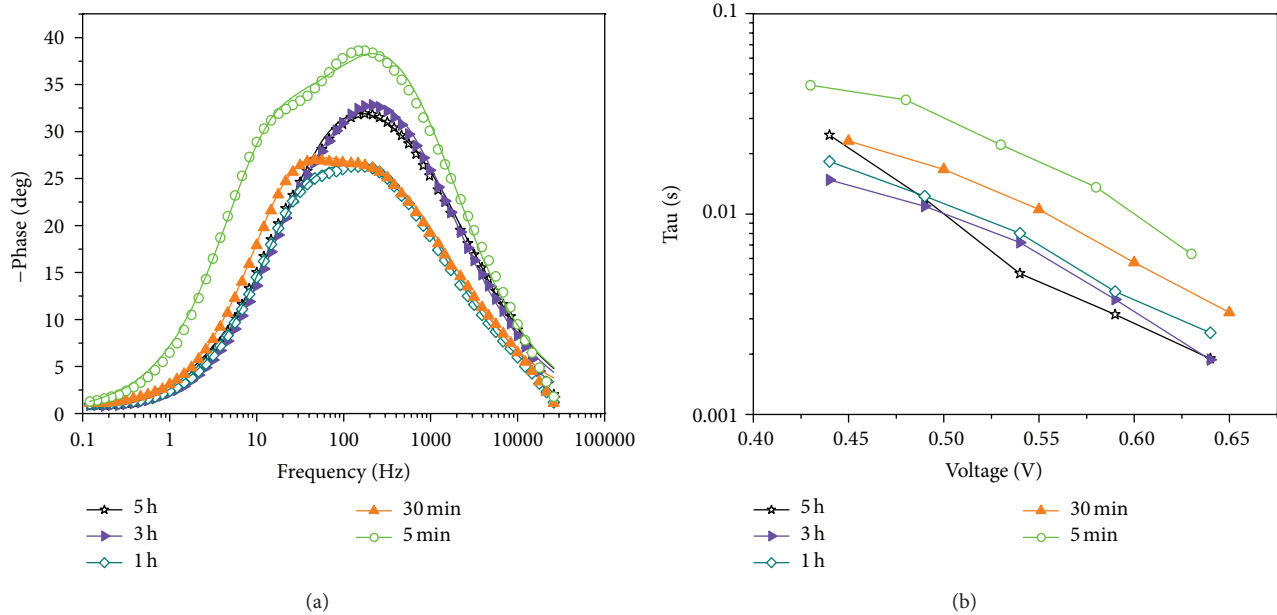 40
35
30
25
20
15
10
5
0
−Phase (deg)
0.1 1 10 100 1000 10000 100000
Frequency (Hz)
5 h
3 h
1 h
30 min
5 min
(a)
0.1
0.01
0.001
Tau (s)
0.40 0.45 0.50 0.55 0.60 0.65
Voltage (V)
5 h
3 h
1 h
30 min
5 min
(b)